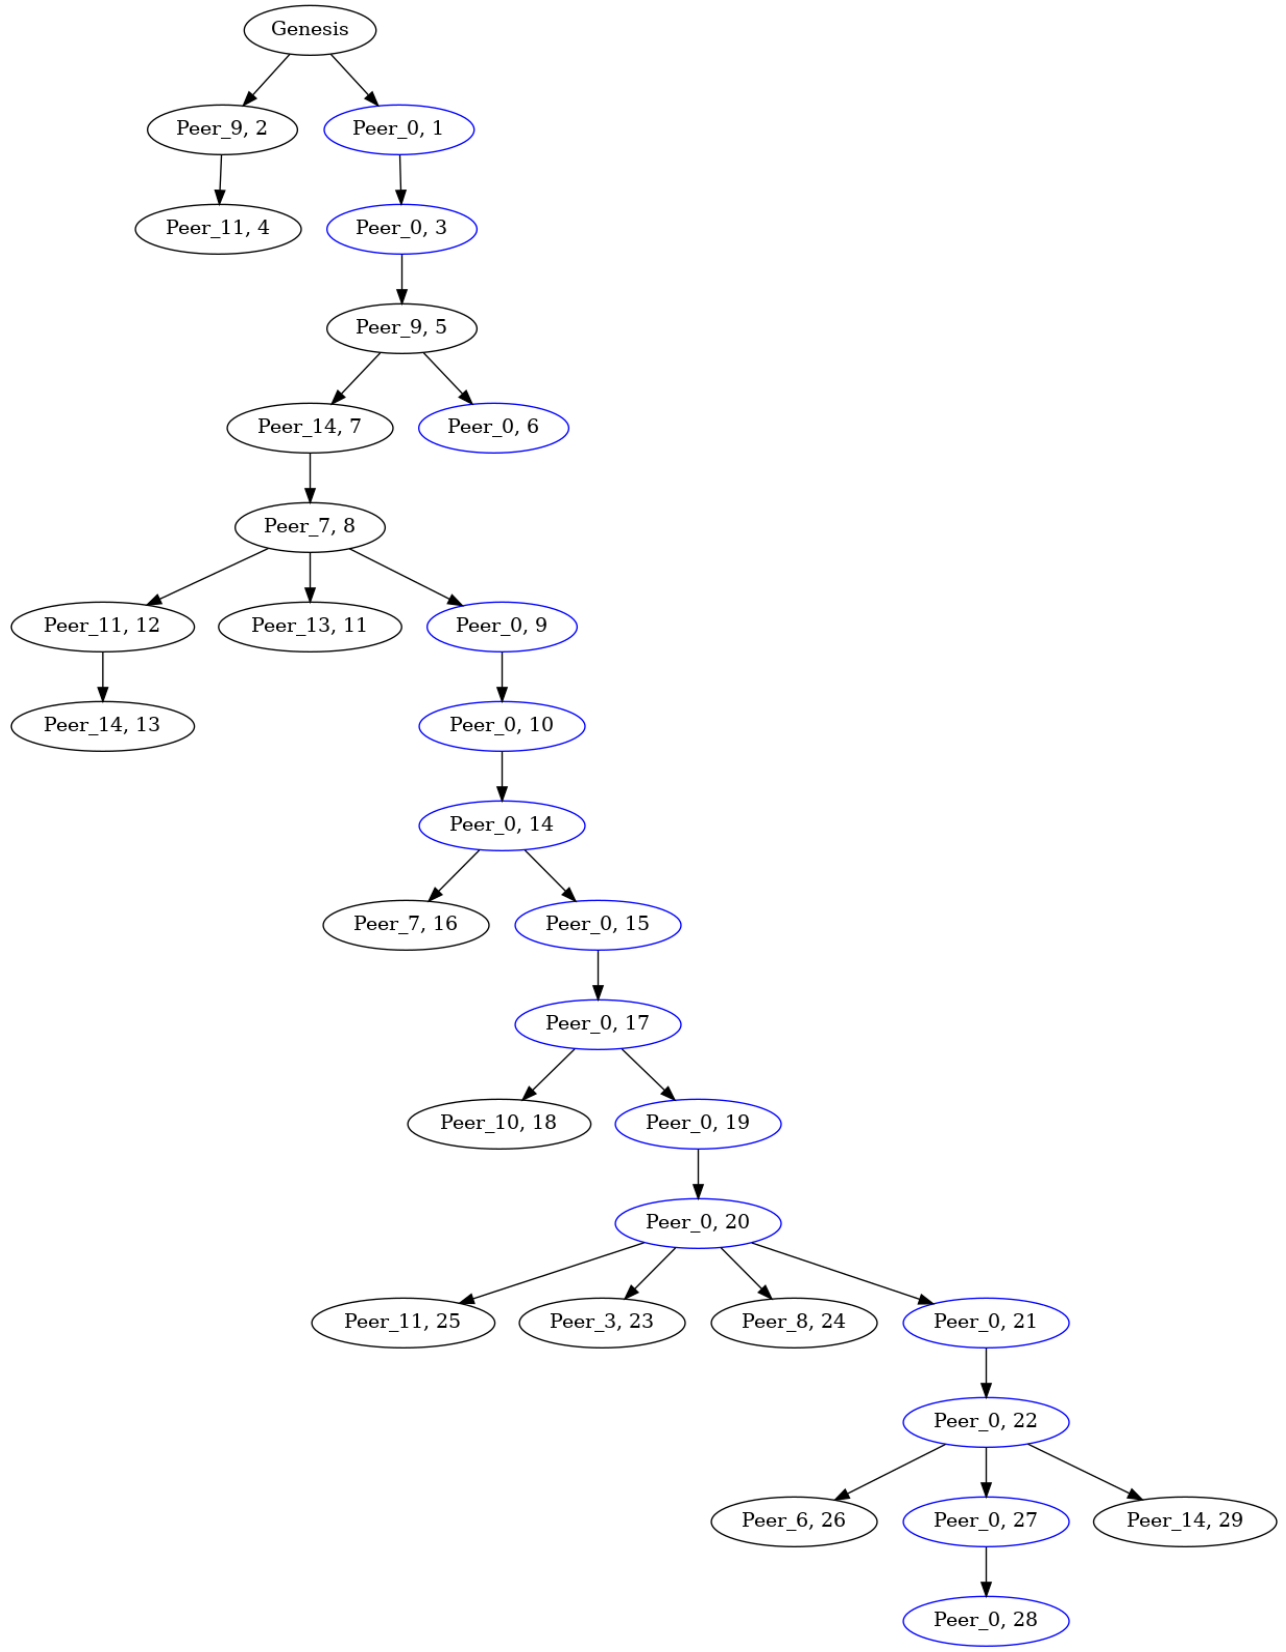 Genesis
Peer_9, 2
Peer_0, 1
Peer_11, 4
Peer_0, 3
Peer_9, 5
Peer_14, 7
Peer_0, 6
Peer_7, 8
Peer_11, 12
Peer_13, 11
Peer_0, 9
Peer_14, 13
Peer_0, 10
Peer_0, 14
Peer_7, 16
Peer_0, 15
Peer_0, 17
Peer_10, 18
Peer_0, 19
Peer_0, 20
Peer_11, 25
Peer_3, 23
Peer_8, 24
Peer_0, 21
Peer_0, 22
Peer_6, 26
Peer_0, 27
Peer_14, 29
Peer_0, 28